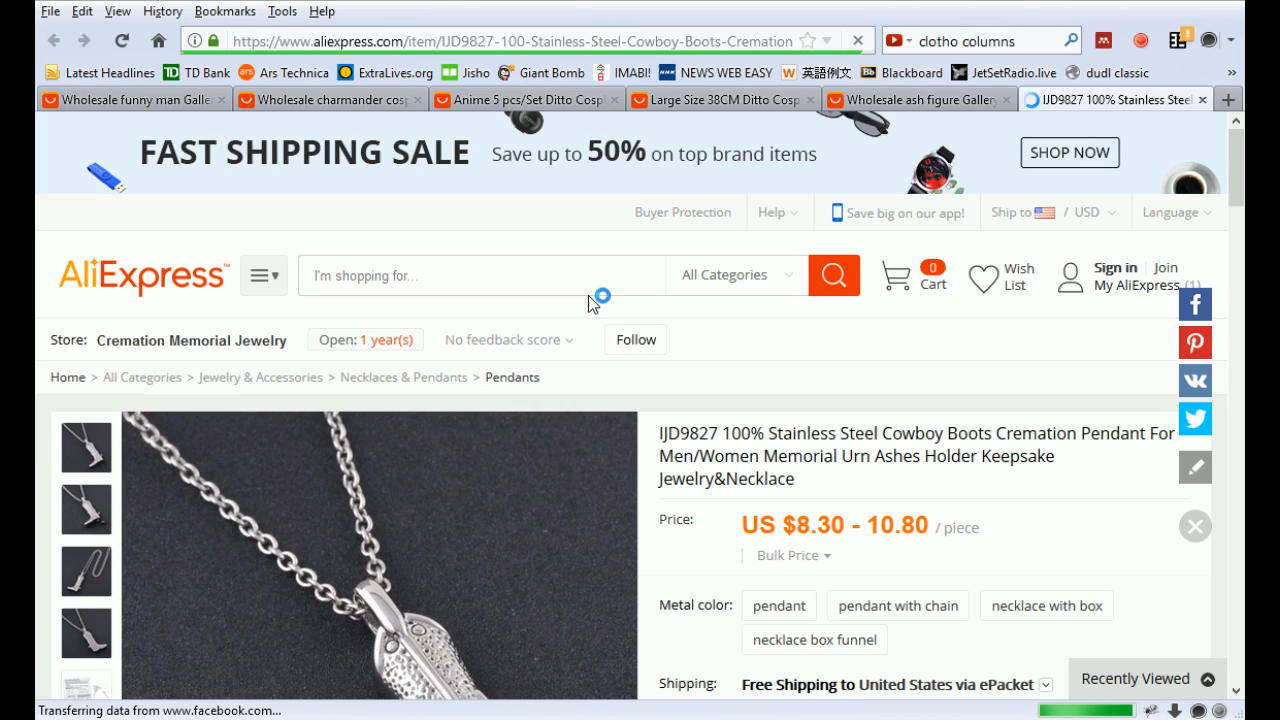 File Edit View History Bookmarks Tools Help
https://www.aliexpress.com/item/IJD9827-100-Stainless-Steel-Cowboy-Boots-Cremation
clotho columns
Latest Headlines TD Bank Ars Technica ExtraLives.org Jisho Giant Bomb IMABI! NEWS WEB EASY 英語例文 Blackboard JetSetRadio.live dudl classic »
Wholesale funny man Galle Wholesale charmander cosp Anime 5 pcs/Set Ditto Cospl Large Size 38CM Ditto Cosp Wholesale ash figure Gallery IJD9827 100% Stainless Steel
FAST SHIPPING SALE Save up to 50% on top brand items SHOP NOW
Buyer Protection Help Save big on our app! Ship to / USD Language
AliExpress™ I'm shopping for... All Categories 0 Cart Wish List Sign in Join My AliExpress (1)
Store: Cremation Memorial Jewelry Open: 1 year(s) No feedback score Follow
Home > All Categories > Jewelry & Accessories > Necklaces & Pendants > Pendants
IJD9827 100% Stainless Steel Cowboy Boots Cremation Pendant For
Men/Women Memorial Urn Ashes Holder Keepsake
Jewelry&Necklace
Price: US $8.30 - 10.80 / piece
Bulk Price
Metal color: pendant pendant with chain necklace with box
necklace box funnel
Shipping: Free Shipping to United States via ePacket
Recently Viewed
Transferring data from www.facebook.com...